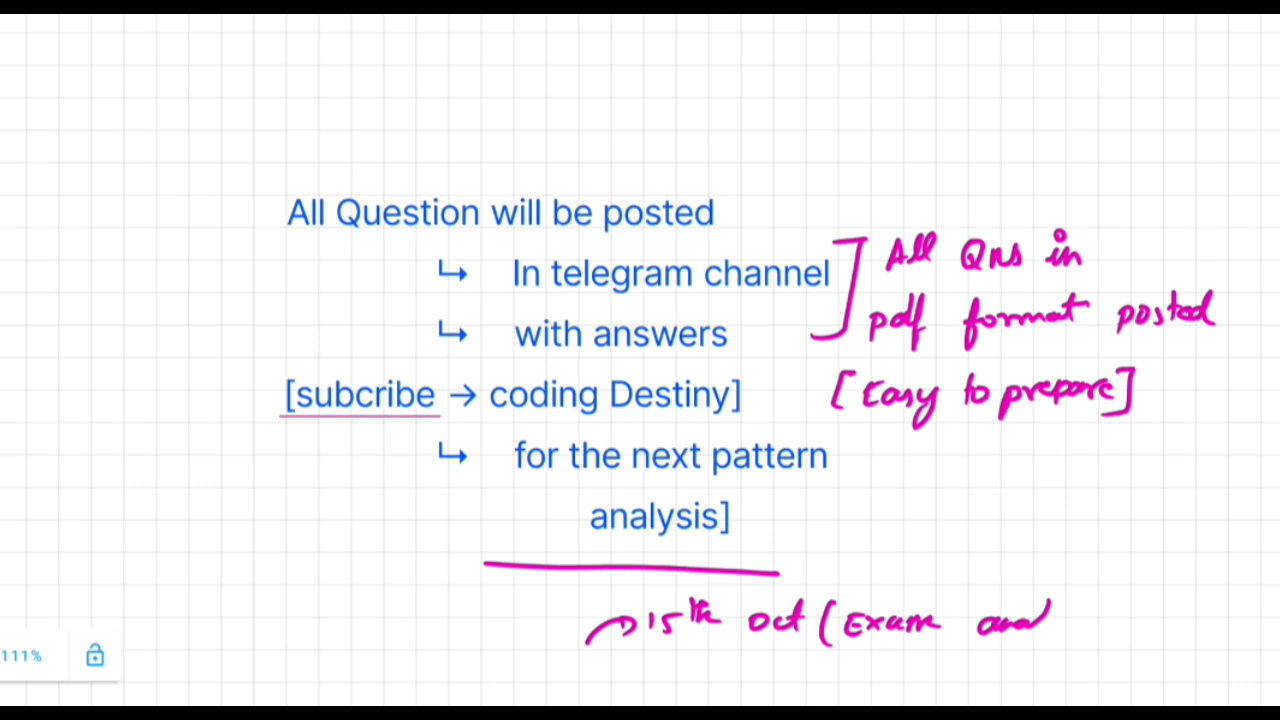 All Question will be posted
↳ In telegram channel
↳ with answers
All QNS in
pdf format posted
[subcribe → coding Destiny]
[Easy to prepare]
↳ for the next pattern
analysis]
→ 15th oct (Exam
111%